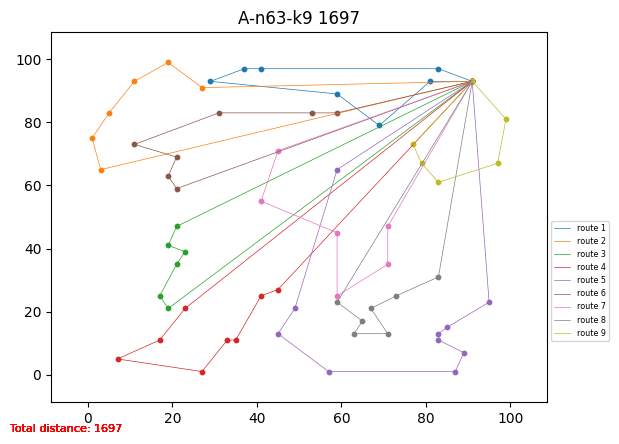 A-n63-k9 1697
100
80
60
40
20
0
0 20 40 60 80 100
route 1
route 2
route 3
route 4
route 5
route 6
route 7
route 8
route 9
Total distance: 1697